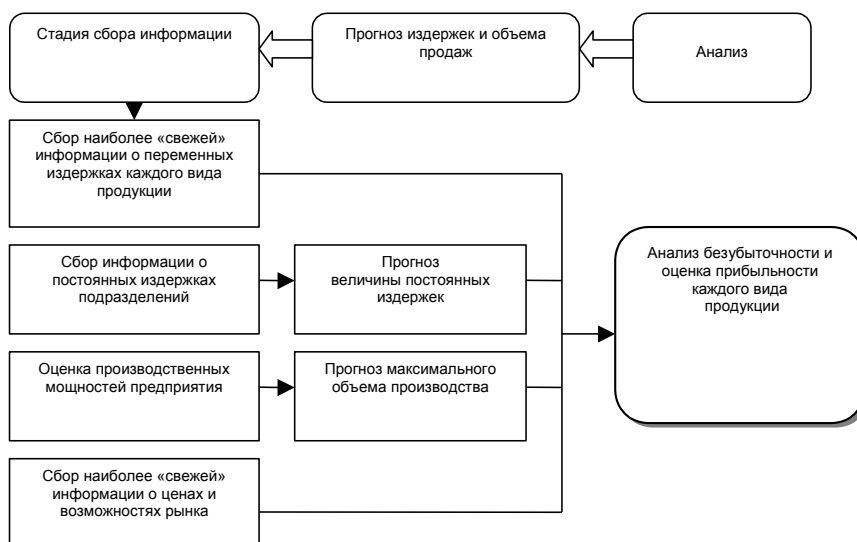 Стадия сбора информации
Прогноз издержек и объема
продаж
Анализ
Сбор наиболее «свежей»
информации о переменных
издержках каждого вида
продукции
Сбор информации о
постоянных издержках
подразделений
Прогноз
величины постоянных
издержек
Анализ безубыточности и
оценка прибыльности
каждого вида
продукции
Оценка производственных
мощностей предприятия
Прогноз максимального
объема производства
Сбор наиболее «свежей»
информации о ценах и
возможностях рынка